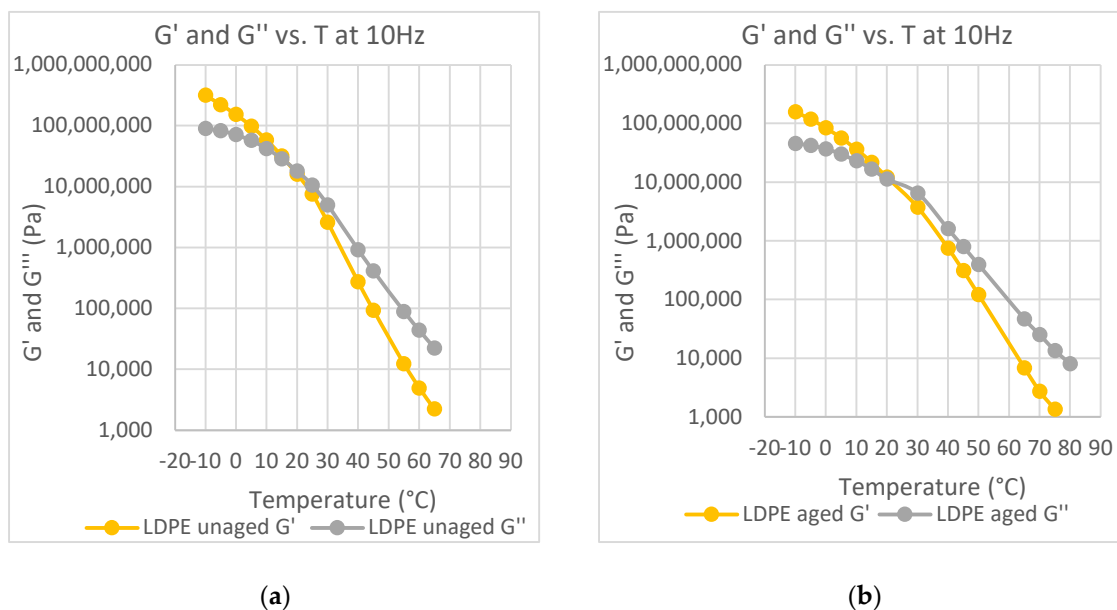 G' and G'' vs. T at 10Hz
1,000,000,000
100,000,000
10,000,000
1,000,000
100,000
10,000
1,000
G' and G''' (Pa)
-20 -10 0 10 20 30 40 50 60 70 80 90
Temperature (°C)
LDPE unaged G' LDPE unaged G''
(a)
G' and G'' vs. T at 10Hz
1,000,000,000
100,000,000
10,000,000
1,000,000
100,000
10,000
1,000
G' and G''' (Pa)
-20 -10 0 10 20 30 40 50 60 70 80 90
Temperature (°C)
LDPE aged G' LDPE aged G''
(b)